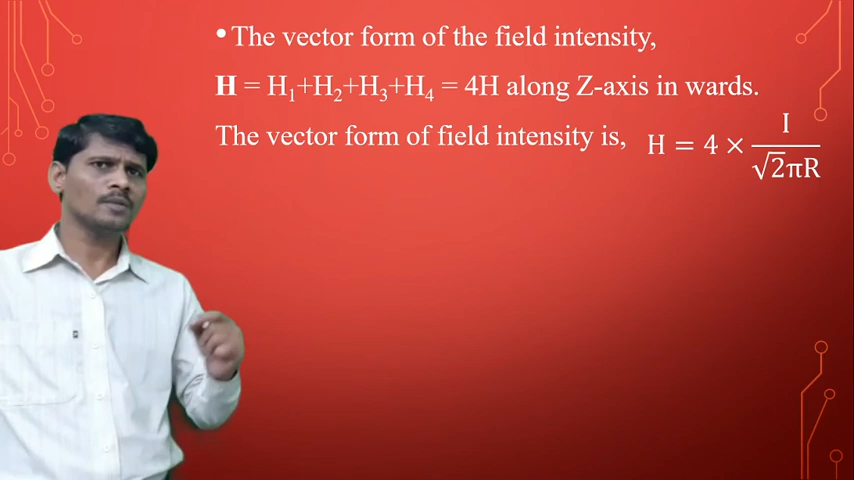 • The vector form of the field intensity,
H = H₁+H₂+H₃+H₄ = 4H along Z-axis in wards.
The vector form of field intensity is, H = 4 × I/√2πR